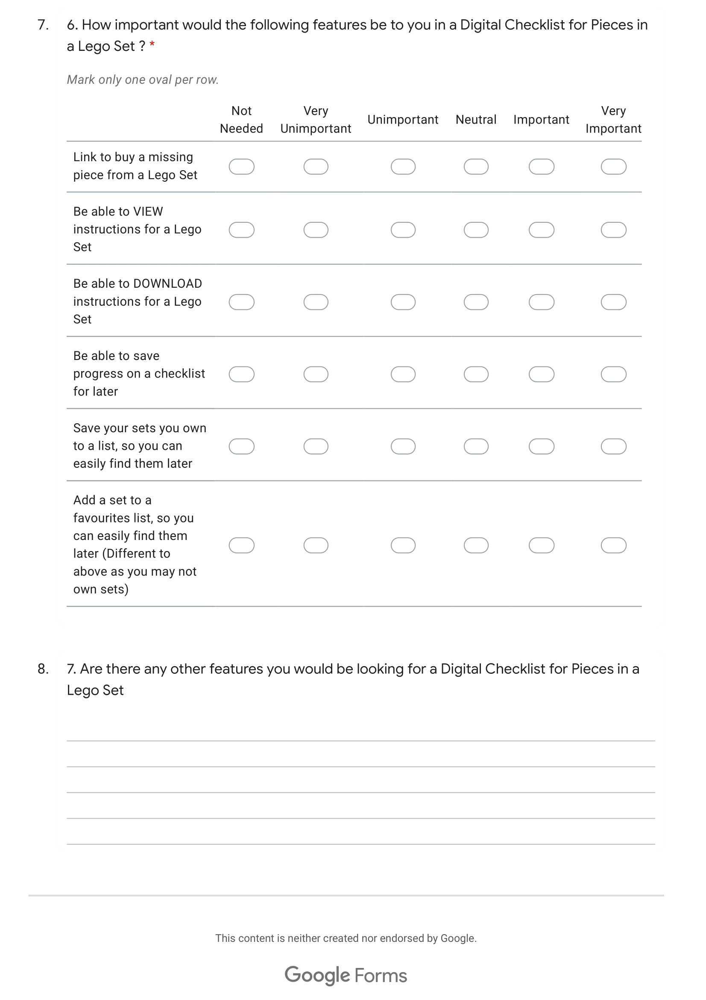 7. 6. How important would the following features be to you in a Digital Checklist for Pieces in
a Lego Set ? *
Mark only one oval per row.
Not Needed Very Unimportant Unimportant Neutral Important Very Important
Link to buy a missing
piece from a Lego Set
Be able to VIEW
instructions for a Lego
Set
Be able to DOWNLOAD
instructions for a Lego
Set
Be able to save
progress on a checklist
for later
Save your sets you own
to a list, so you can
easily find them later
Add a set to a
favourites list, so you
can easily find them
later (Different to
above as you may not
own sets)
8. 7. Are there any other features you would be looking for a Digital Checklist for Pieces in a
Lego Set
This content is neither created nor endorsed by Google.
Google Forms